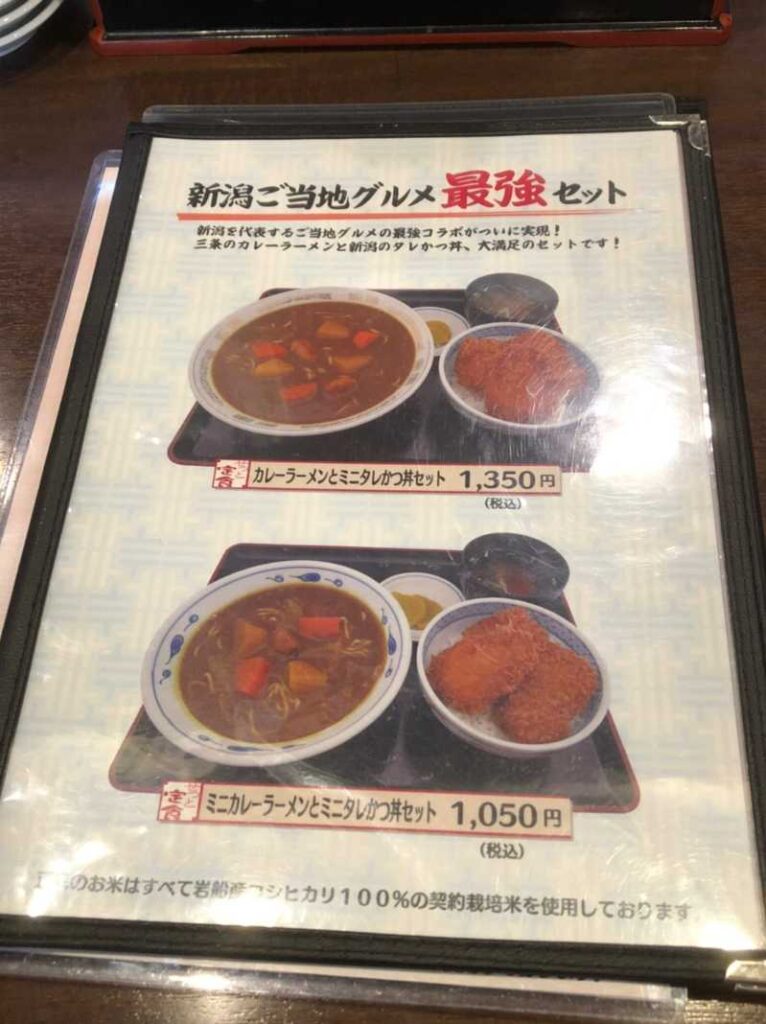 新潟ご当地グルメ最強セット
新潟を代表するご当地グルメの最強コラボがついに実現!
三条のカレーラーメンと新潟のタレかつ丼、大満足のセットです!
定食 カレーラーメンとミニタレかつ丼セット 1,350円
(税込)
定食 ミニカレーラーメンとミニタレかつ丼セット 1,050円
(税込)
のお米はすべて岩船産コシヒカリ100%の契約栽培米を使用しております